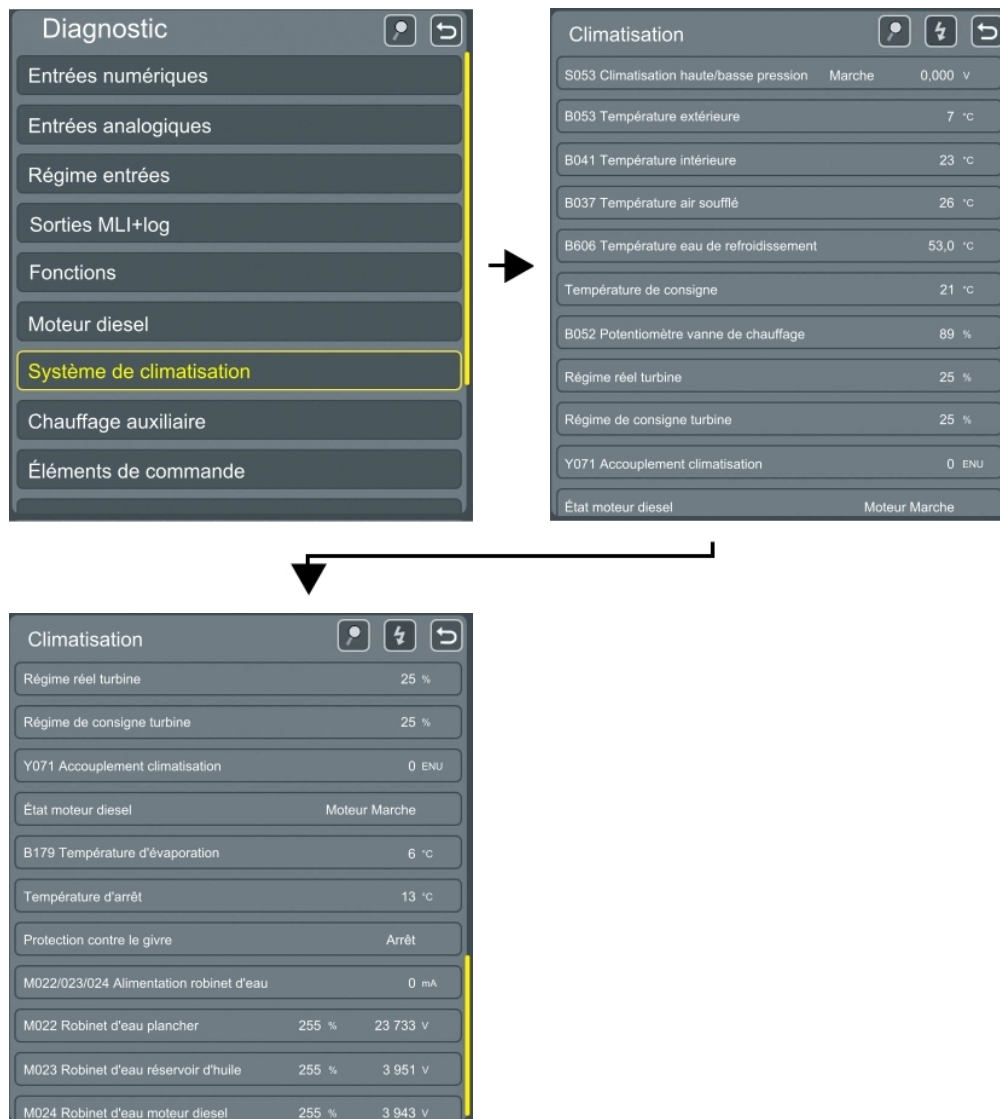 Diagnostic
Entrées numériques
Entrées analogiques
Régime entrées
Sorties MLI+log
Fonctions
Moteur diesel
Système de climatisation
Chauffage auxiliaire
Éléments de commande
Climatisation
S053 Climatisation haute/basse pression Marche 0,000 V
B053 Température extérieure 7 °C
B041 Température intérieure 23 °C
B037 Température air soufflé 26 °C
B606 Température eau de refroidissement 53,0 °C
Température de consigne 21 °C
B052 Potentiomètre vanne de chauffage 89 %
Régime réel turbine 25 %
Régime de consigne turbine 25 %
Y071 Accouplement climatisation 0 ENU
État moteur diesel Moteur Marche
Climatisation
Régime réel turbine 25 %
Régime de consigne turbine 25 %
Y071 Accouplement climatisation 0 ENU
État moteur diesel Moteur Marche
B179 Température d'évaporation 6 °C
Température d'arrêt 13 °C
Protection contre le givre Arrêt
M022/023/024 Alimentation robinet d'eau 0 mA
M022 Robinet d'eau plancher 255 % 23 733 V
M023 Robinet d'eau réservoir d'huile 255 % 3 951 V
M024 Robinet d'eau moteur diesel 255 % 3 943 V